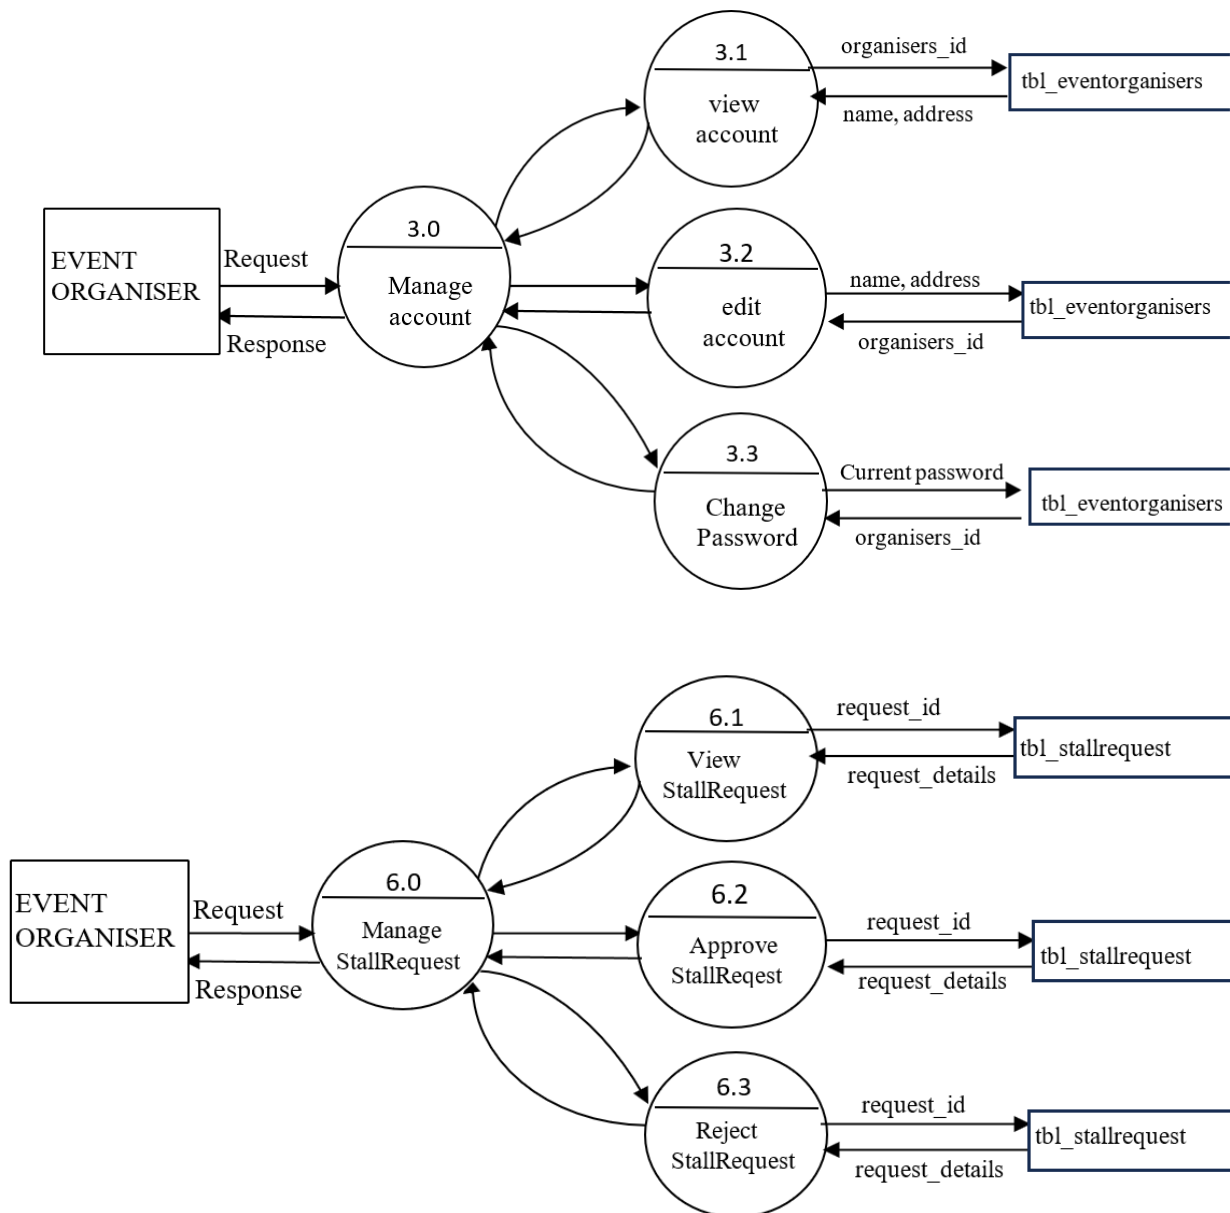 3.1
view
account
organisers_id
name, address
tbl_eventorganisers
EVENT
ORGANISER
Request
Response
3.0
Manage
account
3.2
edit
account
name, address
organisers_id
tbl_eventorganisers
3.3
Change
Password
Current password
organisers_id
tbl_eventorganisers
6.1
View
StallRequest
request_id
request_details
tbl_stallrequest
EVENT
ORGANISER
Request
Response
6.0
Manage
StallRequest
6.2
Approve
StallReqest
request_id
request_details
tbl_stallrequest
6.3
Reject
StallRequest
request_id
request_details
tbl_stallrequest